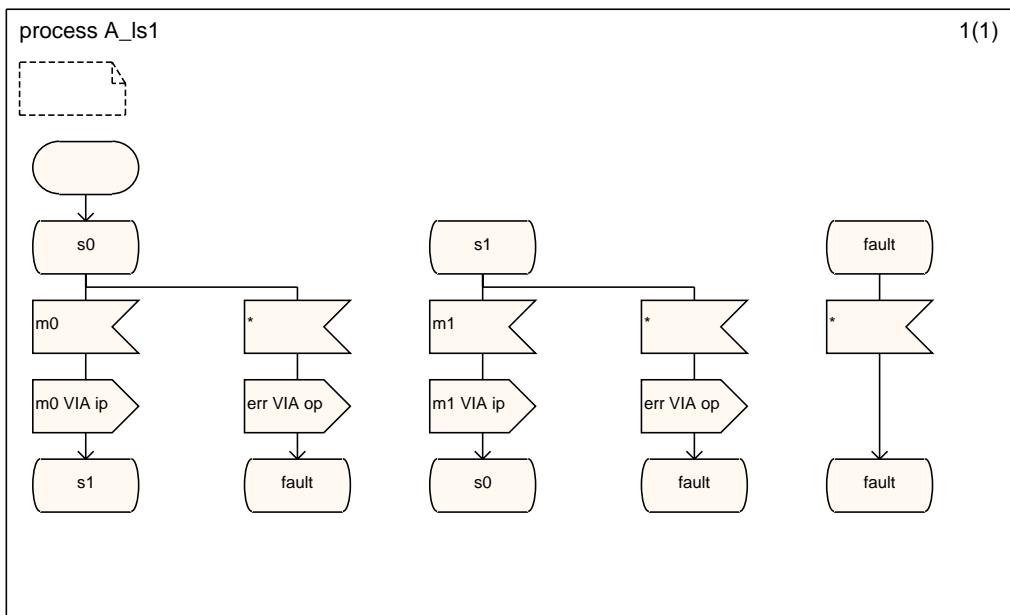 process A_ls1
1(1)
s0
s1
fault
m0
*
m1
*
*
m0 VIA ip
err VIA op
m1 VIA ip
err VIA op
s1
fault
s0
fault
fault